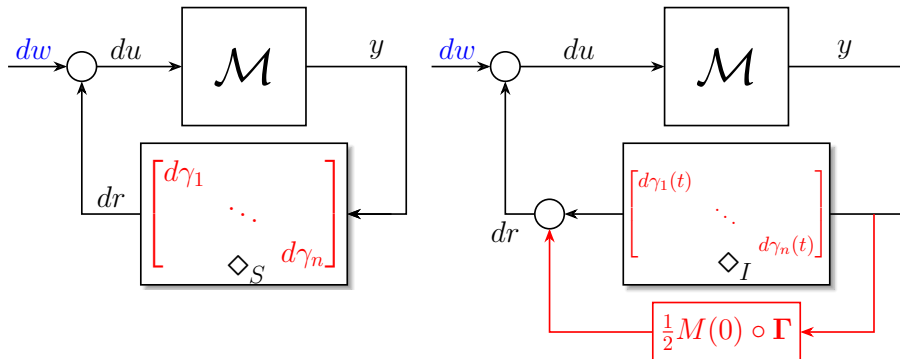 dw du M y
dγ₁
⋱
dγₙ
◇_S
dr
dw du M y
dγ₁(t)
⋱
dγₙ(t)
◇_I
dr
½M(0) ∘ Γ